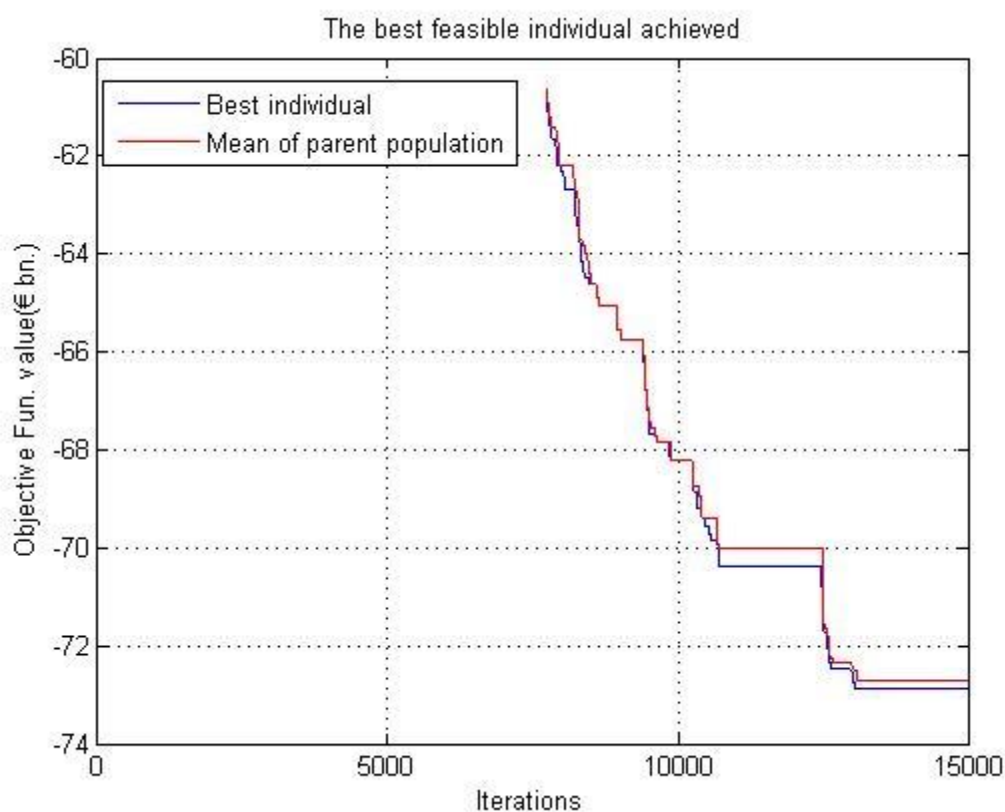 The best feasible individual achieved
-60
-62
-64
-66
-68
-70
-72
-74
Objective Fun. value(€ bn.)
Best individual
Mean of parent population
0
5000
10000
15000
Iterations